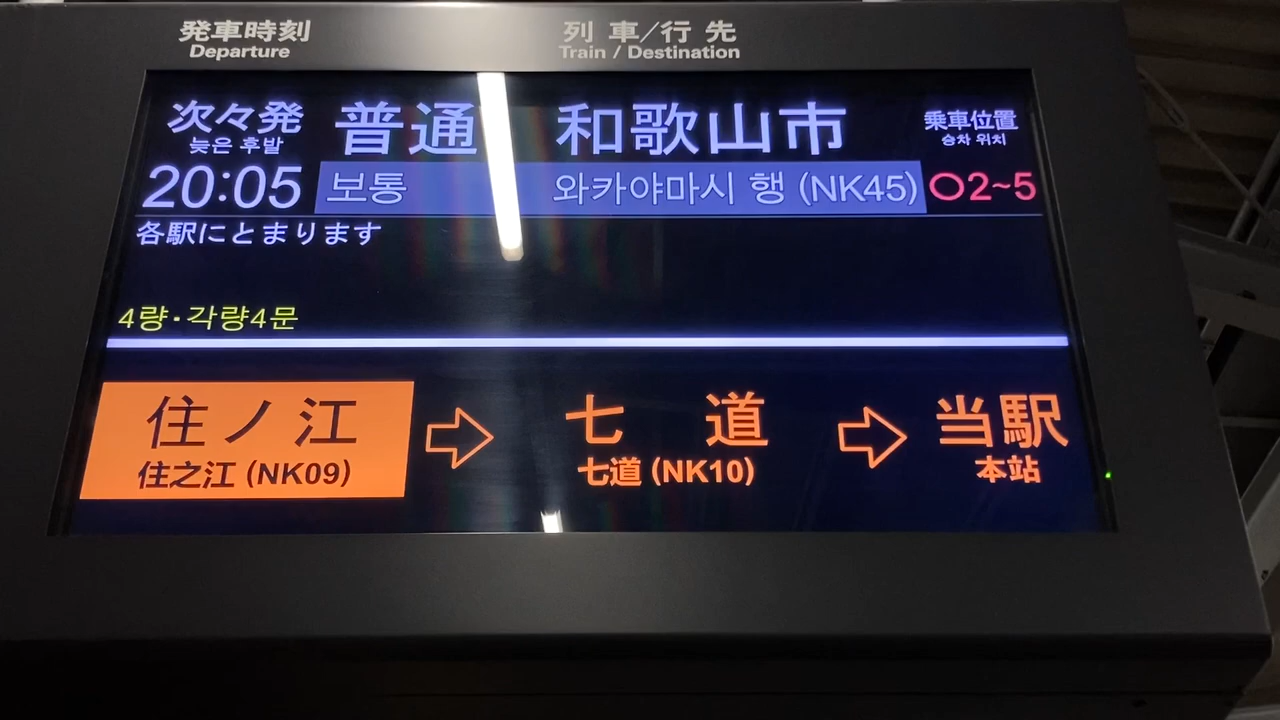 発車時刻
Departure
列車/行先
Train / Destination
次々発
늦은 후발
普通 和歌山市
乗車位置
승차 위치
20:05
보통 와카야마시 행 (NK45)
○2~5
各駅にとまります
4량·각량4문
住ノ江 ⇨ 七道 ⇨ 当駅
住之江 (NK09) 七道 (NK10) 本站